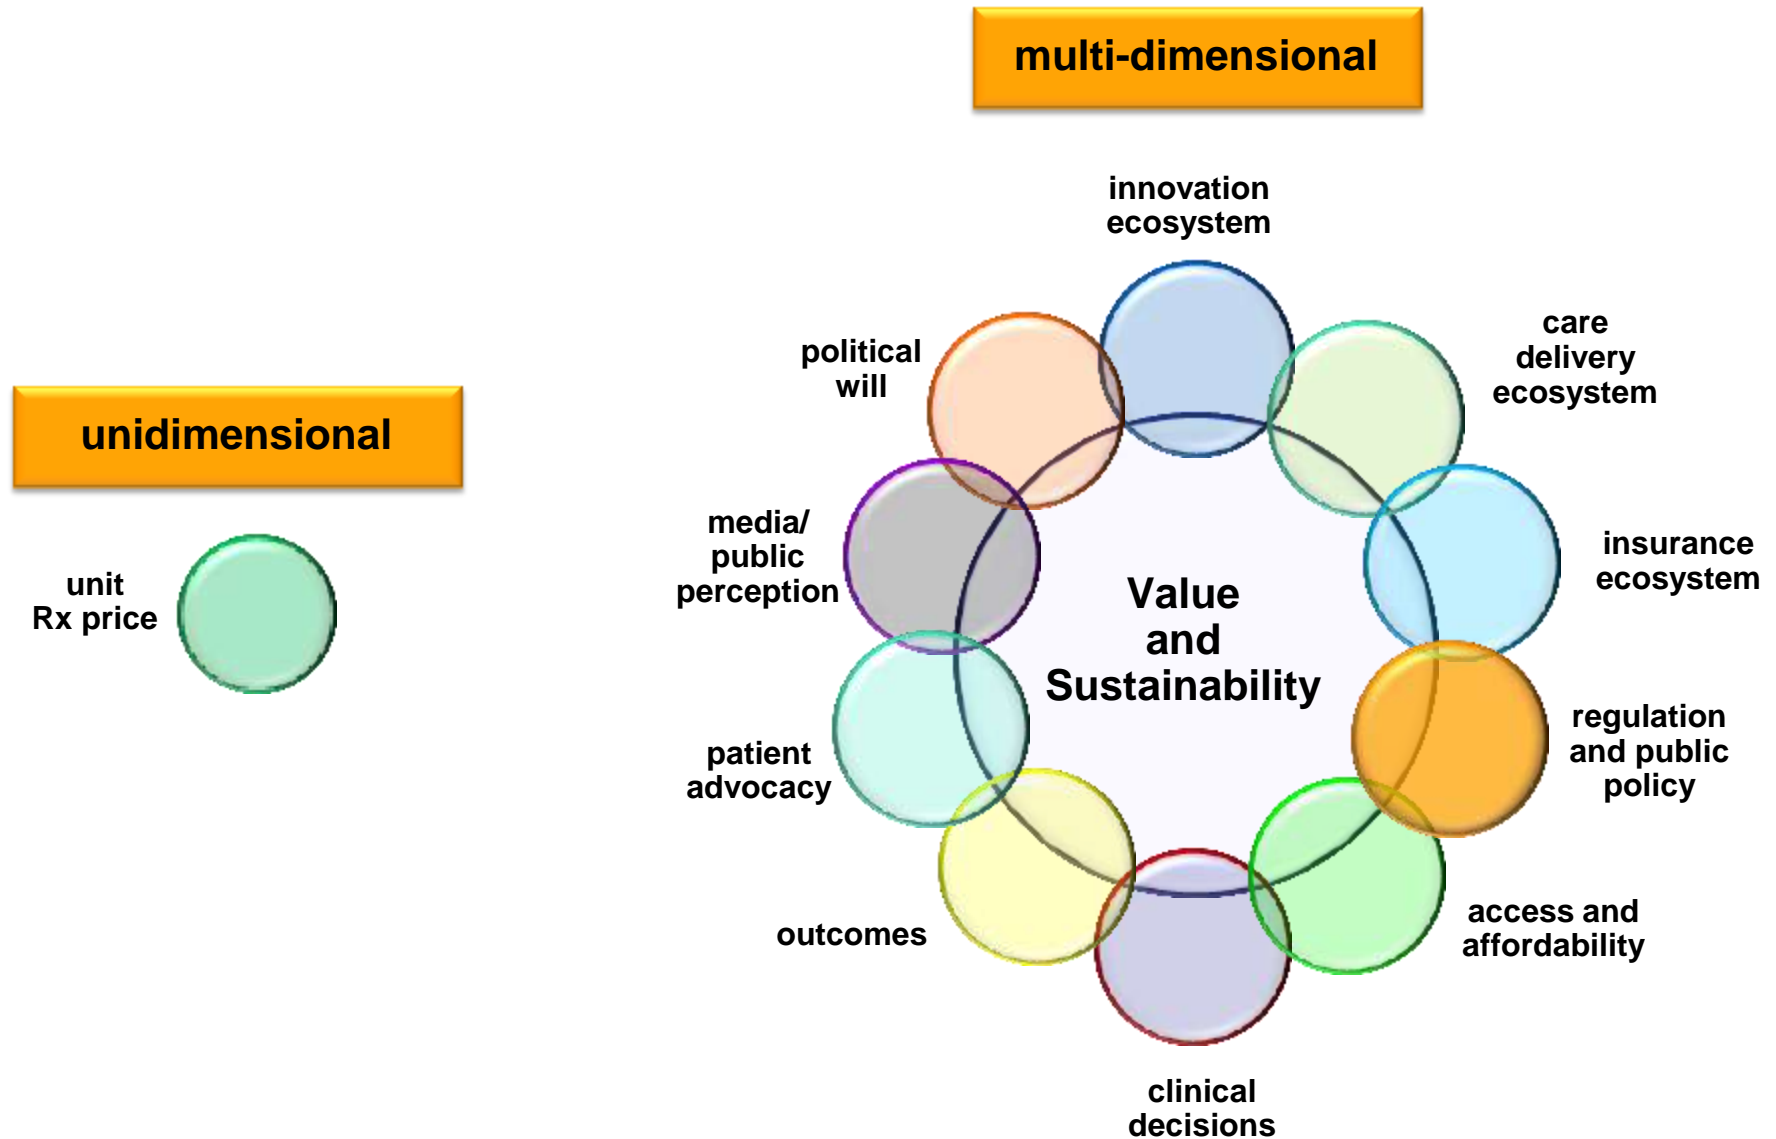 multi-dimensional
unidimensional
unit
Rx price
innovation
ecosystem
care
delivery
ecosystem
insurance
ecosystem
regulation
and public
policy
access and
affordability
clinical
decisions
outcomes
patient
advocacy
media/
public
perception
political
will
Value
and
Sustainability